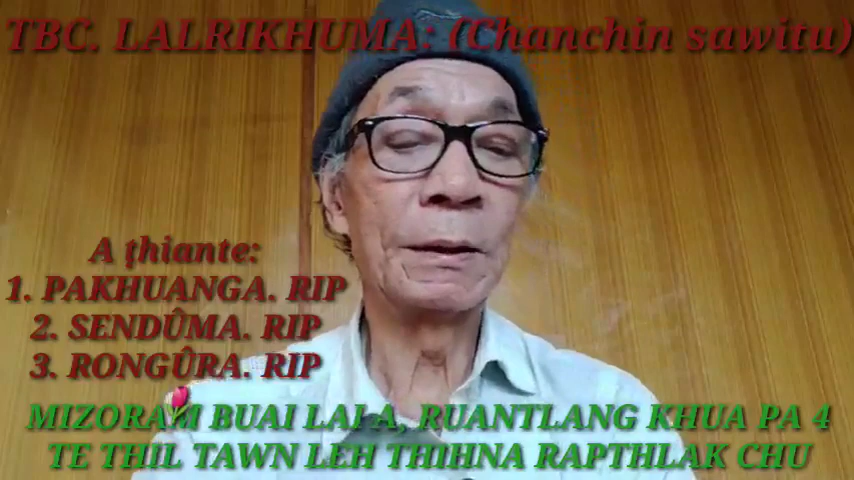 TBC. LALRIKHUMA: (Chanchin sawitu)
A ṭhiante:
1. PAKHUANGA. RIP
2. SENDÛMA. RIP
3. RONGÛRA. RIP
MIZORAM BUAI LAI A, RUANTLANG KHUA PA 4
TE THIL TAWN LEH THIHNA RAPTHLAK CHU